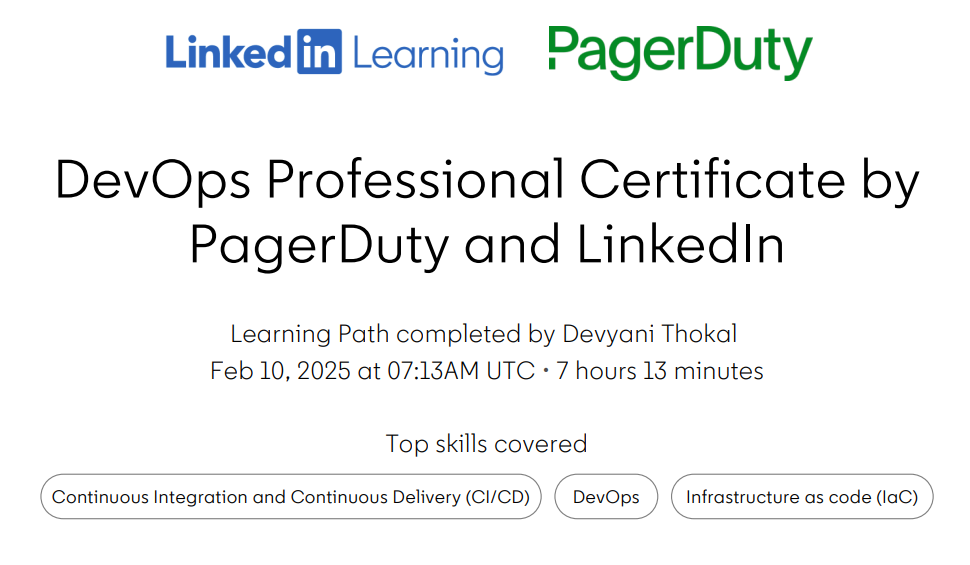 LinkedIn Learning PagerDuty
DevOps Professional Certificate by
PagerDuty and LinkedIn
Learning Path completed by Devyani Thokal
Feb 10, 2025 at 07:13AM UTC • 7 hours 13 minutes
Top skills covered
Continuous Integration and Continuous Delivery (CI/CD) DevOps Infrastructure as code (IaC)